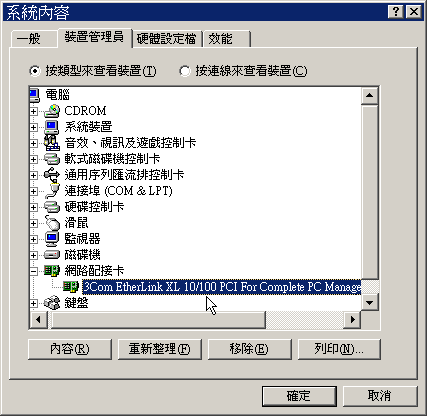 系統內容
一般 裝置管理員 硬體設定檔 效能
按類型來查看裝置(T) 按連線來查看裝置(C)
電腦
CDROM
系統裝置
音效、視訊及遊戲控制卡
軟式磁碟機控制卡
通用序列匯流排控制卡
連接埠 (COM & LPT)
硬碟控制卡
滑鼠
監視器
磁碟機
網路配接卡
3Com EtherLink XL 10/100 PCI For Complete PC Manage
鍵盤
內容(R) 重新整理(F) 移除(E) 列印(N)...
確定 取消